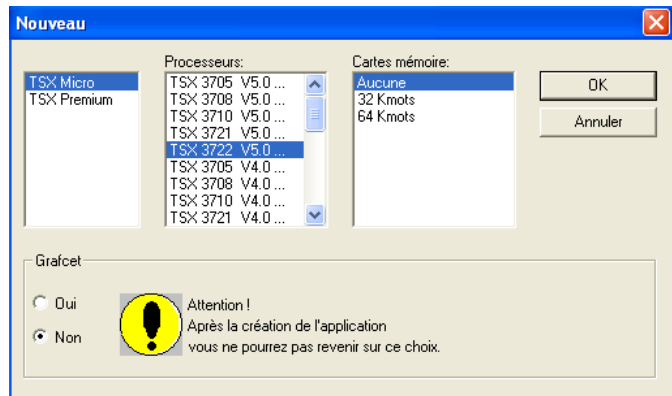 Nouveau
Processeurs:
Cartes mémoire:
TSX Micro
TSX Premium
TSX 3705 V5.0 ...
TSX 3708 V5.0 ...
TSX 3710 V5.0 ...
TSX 3721 V5.0 ...
TSX 3722 V5.0 ...
TSX 3705 V4.0 ...
TSX 3708 V4.0 ...
TSX 3710 V4.0 ...
TSX 3721 V4.0 ...
Aucune
32 Kmots
64 Kmots
OK
Annuler
Grafcet
Oui
Non
Attention !
Après la création de l'application
vous ne pourrez pas revenir sur ce choix.